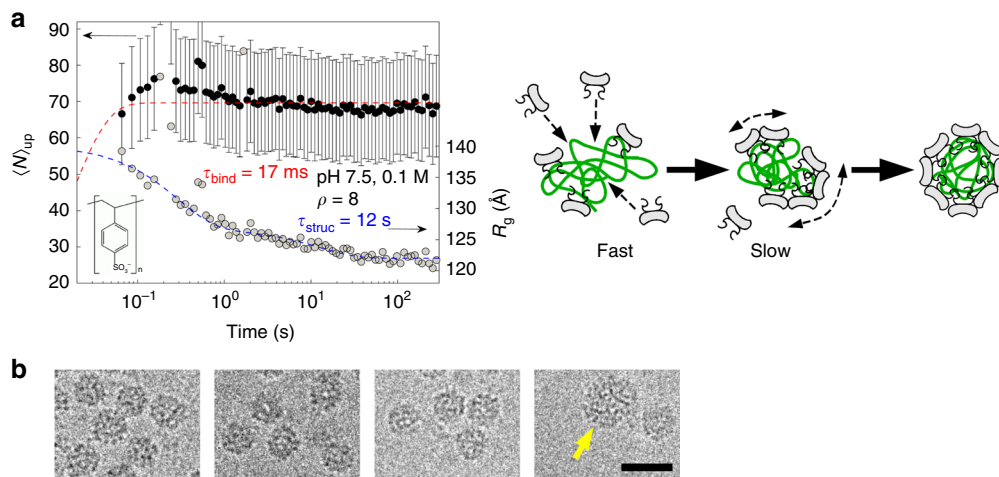 a
90
80
70
60
50
40
30
20
⟨N⟩up
140
135
130
125
120
Rg (Å)
τbind = 17 ms
pH 7.5, 0.1 M
ρ = 8
τstruc = 12 s
SO3−
n
10−1
100
101
102
Time (s)
Fast
Slow
b